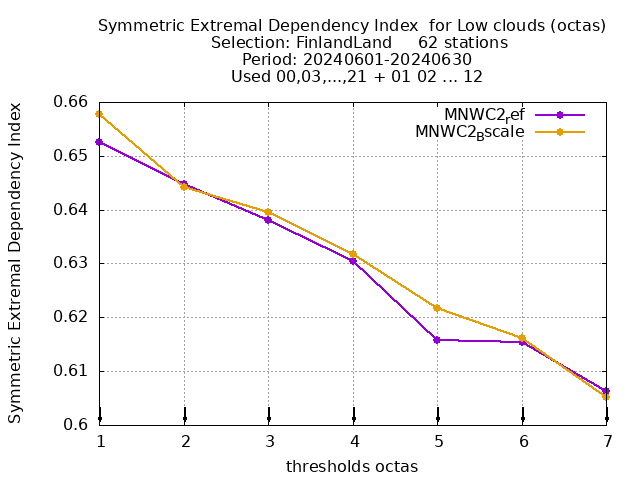 Symmetric Extremal Dependency Index  for Low clouds (octas)
Selection: FinlandLand     62 stations
Period: 20240601-20240630
Used 00,03,...,21 + 01 02 ... 12
MNWC2ref
MNWC2Bscale
Symmetric Extremal Dependency Index
0.66
0.65
0.64
0.63
0.62
0.61
0.6
1 2 3 4 5 6 7
thresholds octas